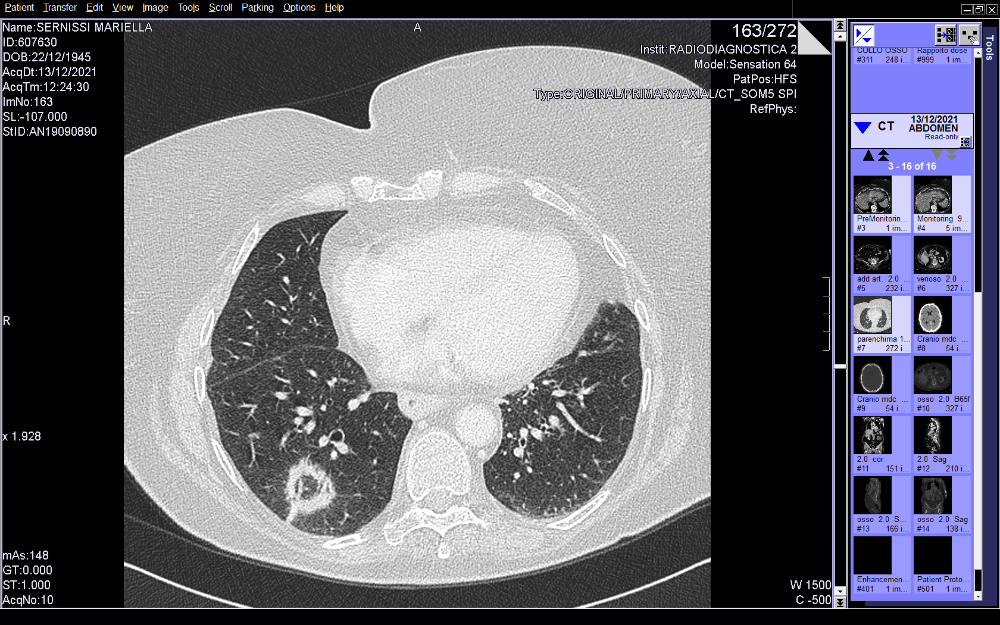 Patient Transfer Edit View Image Tools Scroll Parking Options Help
Name:SERNISSI MARIELLA
ID:607630
DOB:22/12/1945
AcqDt:13/12/2021
AcqTm:12:24:30
ImNo:163
SL:-107.000
StID:AN19090890
A
163/272
Instit:RADIODIAGNOSTICA 2
Model:Sensation 64
PatPos:HFS
Type:ORIGINAL/PRIMARY/AXIAL/CT_SOM5 SPI
RefPhys:
R
x 1.928
mAs:148
GT:0.000
ST:1.000
AcqNo:10
W 1500
C -500
Tools
COLLO OSSO Rapporto dose
#311 248 i... #999 1 im...
CT
13/12/2021
ABDOMEN
Read-only
3 - 16 of 16
PreMonitorin... Monitoring 9...
#3 1 im... #4 5 im...
add art. 2.0 ... venoso 2.0 ...
#5 232 i... #6 327 i...
parenchima 1... Cranio mdc ...
#7 272 i... #8 54 i...
Cranio mdc ... osso 2.0 B65f
#9 54 i... #10 327 i...
2.0 cor 2.0 Sag
#11 151 i... #12 210 i...
osso 2.0 S... osso 2.0 Sag
#13 166 i... #14 138 i...
Enhancemen... Patient Proto...
#401 1 im... #501 1 im...